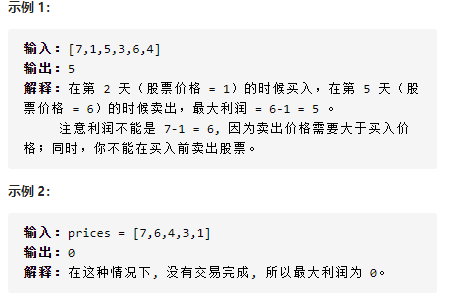 示例 1:
输入:[7,1,5,3,6,4]
输出:5
解释:在第 2 天(股票价格 = 1)的时候买入,在第 5 天(股
票价格 = 6)的时候卖出,最大利润 = 6-1 = 5 。
注意利润不能是 7-1 = 6, 因为卖出价格需要大于买入价
格;同时,你不能在买入前卖出股票。
示例 2:
输入:prices = [7,6,4,3,1]
输出:0
解释:在这种情况下, 没有交易完成, 所以最大利润为 0。